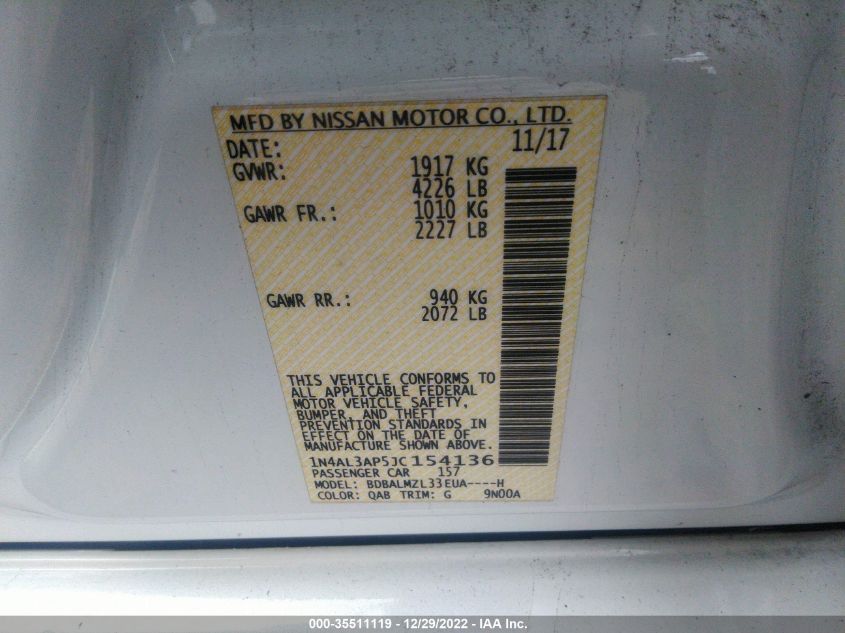 MFD BY NISSAN MOTOR CO., LTD.
DATE: 11/17
GVWR: 1917 KG
4226 LB
GAWR FR.: 1010 KG
2227 LB
GAWR RR.: 940 KG
2072 LB
THIS VEHICLE CONFORMS TO
ALL APPLICABLE FEDERAL
MOTOR VEHICLE SAFETY,
BUMPER, AND THEFT
PREVENTION STANDARDS IN
EFFECT ON THE DATE OF
MANUFACTURE SHOWN ABOVE.
1N4AL3AP5JC154136
PASSENGER CAR 157
MODEL: BDBALMZL33EUA----H
COLOR: QAB TRIM: G 9N00A
000-35511119 - 12/29/2022 - IAA Inc.